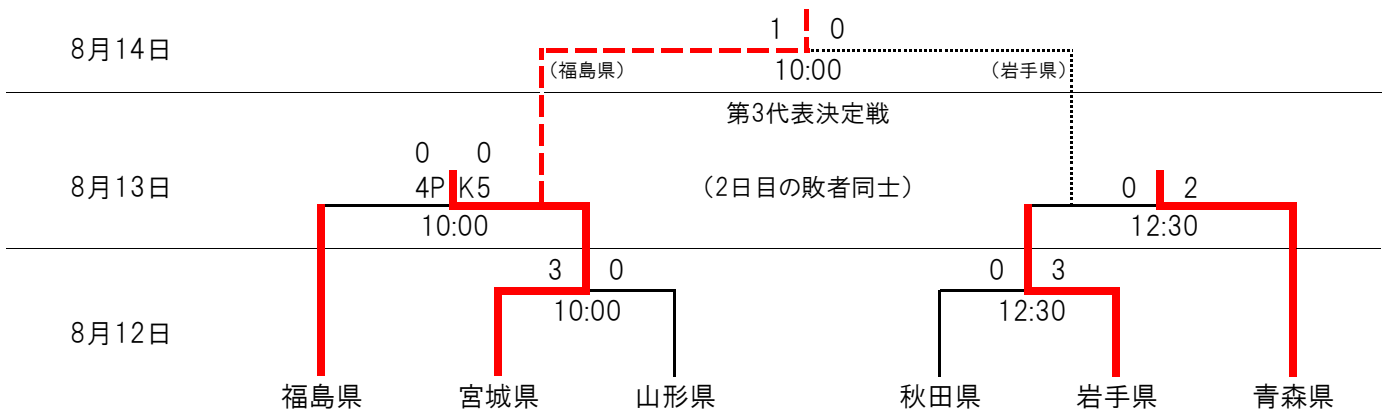 1 0
8月14日
(福島県) 10:00 (岩手県)
第3代表決定戦
0 0
8月13日 4PK5 (2日目の敗者同士) 0 2
10:00 12:30
3 0 0 3
10:00 12:30
8月12日
福島県 宮城県 山形県 秋田県 岩手県 青森県